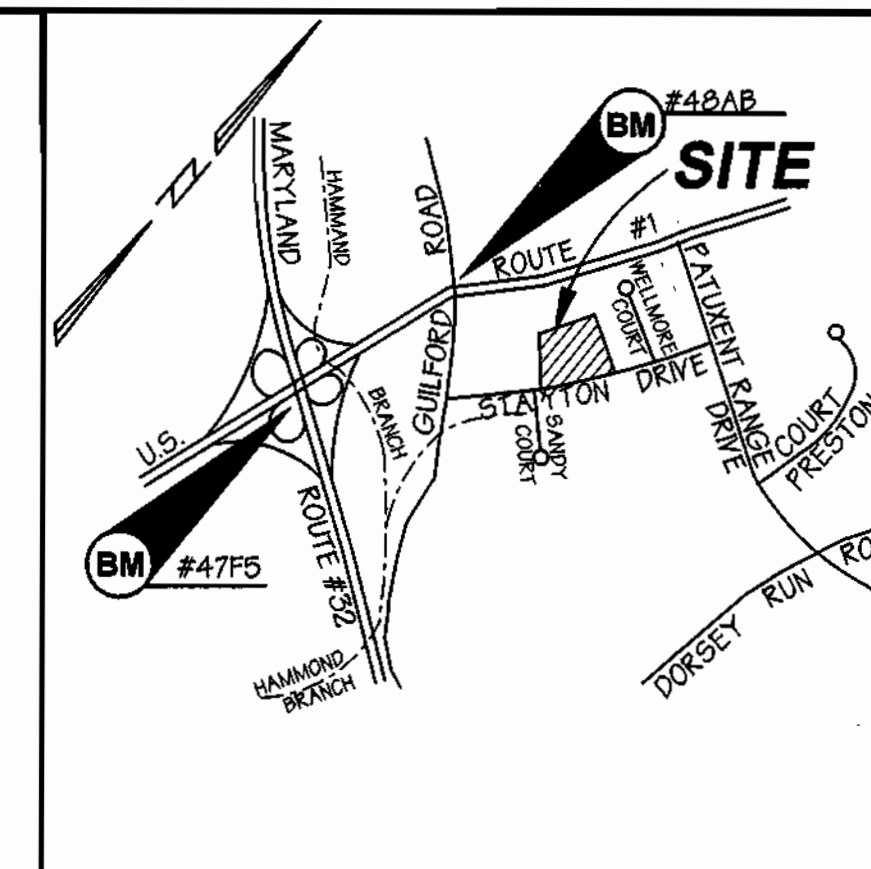 #48AB
BM
SITE
MARYLAND
HAMMAND
ROAD
#1
ROUTE
WELLMORE
COURT
PATUXENT RANGE
DRIVE
GUILFORD
BRANCH
DRIVE
STAYTON
SANDY
COURT
COURT
PRESTON
U.S.
ROUTE #32
BM
#47F5
RO
RUN
DORSEY
HAMMOND
BRANCH